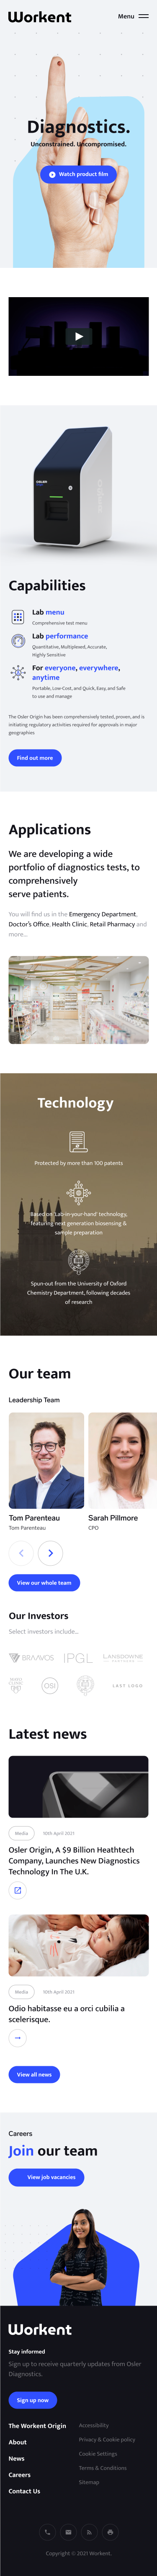 Workent
Menu
Diagnostics.
Unconstrained. Uncompromised.
Watch product film
Capabilities
Lab menu
Comprehensive test menu
Lab performance
Quantitative, Multiplexed, Accurate,
Highly Sensitive
For everyone, everywhere,
anytime
Portable, Low-Cost, and Quick, Easy, and Safe
to use and manage
The Osler Origin has been comprehensively tested, proven, and is
initiating regulatory activities required for approvals in major
geographies
Find out more
Applications
We are developing a wide
portfolio of diagnostics tests, to
comprehensively
serve patients.
You will find us in the Emergency Department,
Doctor's Office, Health Clinic, Retail Pharmacy and
more...
Technology
Protected by more than 100 patents
Based on 'Lab-in-your-hand' technology,
featuring next generation biosensing &
sample preparation
Spun-out from the University of Oxford
Chemistry Department, following decades
of research
Our team
Leadership Team
Tom Parenteau
Tom Parenteau
Sarah Pillmore
CPO
View our whole team
Our Investors
Select investors include...
BRAAVOS
IPGL
LANSDOWNE
OSI
LAST LOGO
Latest news
Media
10th April 2021
Osler Origin, A $9 Billion Heathtech
Company, Launches New Diagnostics
Technology In The U.K.
Media
10th April 2021
Odio habitasse eu a orci cubilia a
scelerisque.
View all news
Careers
Join our team
View job vacancies
Workent
Stay informed
Sign up to receive quarterly updates from Osler
Diagnostics.
Sign up now
The Workent Origin
About
News
Careers
Contact Us
Accessibility
Privacy & Cookie policy
Cookie Settings
Terms & Conditions
Sitemap
Copyright © 2021 Workent.